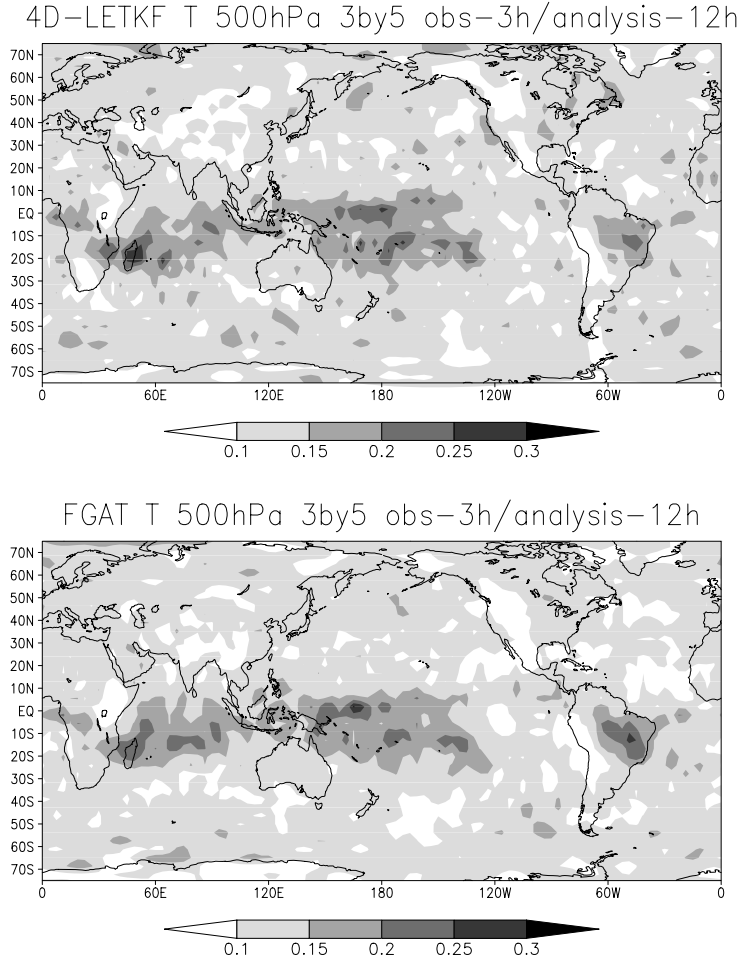 4D-LETKF T 500hPa 3by5 obs-3h/analysis-12h
70N
60N
50N
40N
30N
20N
10N
EQ
10S
20S
30S
40S
50S
60S
70S
0 60E 120E 180 120W 60W 0
0.1 0.15 0.2 0.25 0.3
FGAT T 500hPa 3by5 obs-3h/analysis-12h
70N
60N
50N
40N
30N
20N
10N
EQ
10S
20S
30S
40S
50S
60S
70S
0 60E 120E 180 120W 60W 0
0.1 0.15 0.2 0.25 0.3